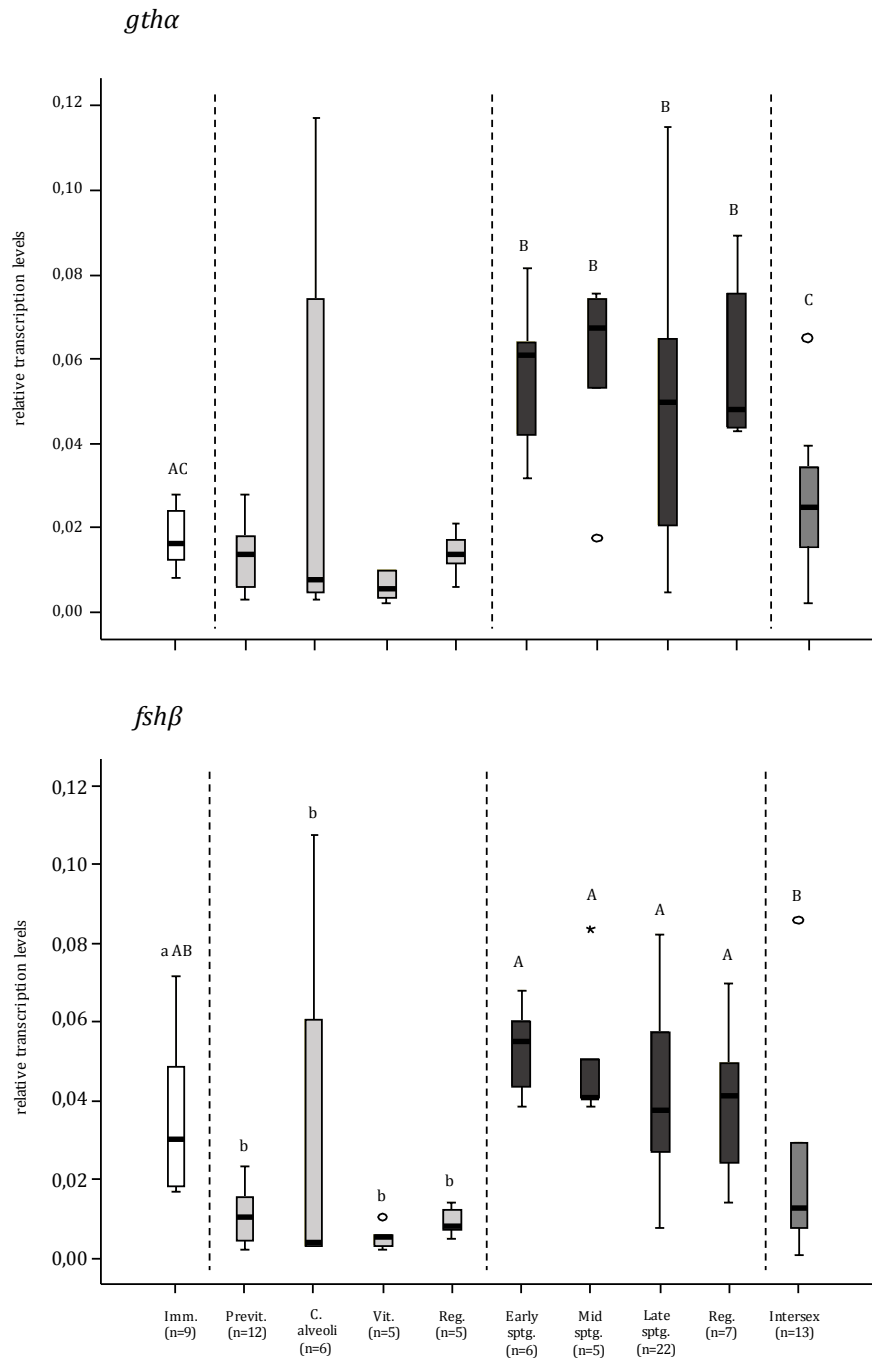 gthα
0,12
B
0,10
B
B
B
0,08
C
relative transcription levels
0,06
0,04
AC
0,02
0,00
fshβ
0,12
b
0,10
A
B
A
0,08
a AB
A
A
relative transcription levels
0,06
0,04
b
b
b
0,02
0,00
Imm.
(n=9)
Previt.
(n=12)
C.
alveoli
(n=6)
Vit.
(n=5)
Reg.
(n=5)
Early
sptg.
(n=6)
Mid
sptg.
(n=5)
Late
sptg.
(n=22)
Reg.
(n=7)
Intersex
(n=13)